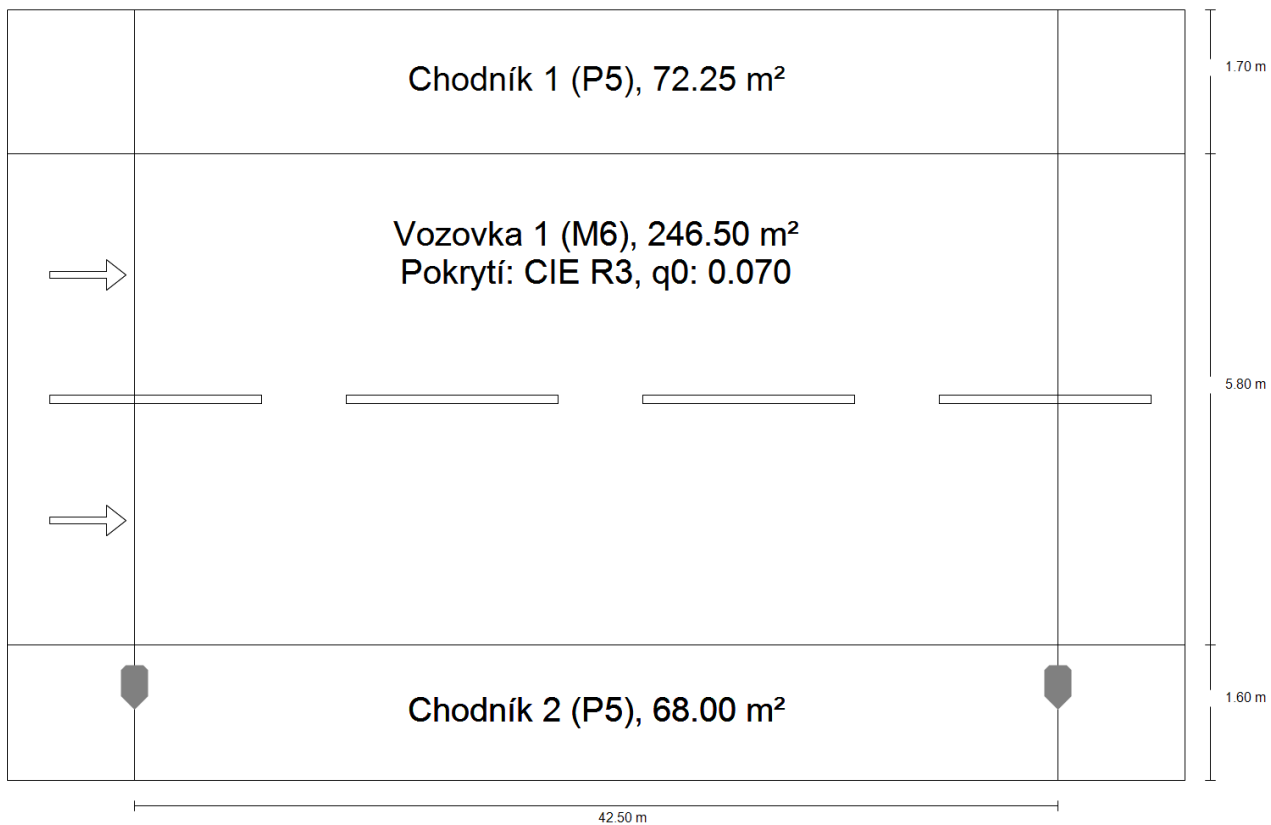 Chodník 1 (P5), 72.25 m²
1.70 m
Vozovka 1 (M6), 246.50 m²
Pokrytí: CIE R3, q0: 0.070
5.80 m
Chodník 2 (P5), 68.00 m²
1.60 m
42.50 m